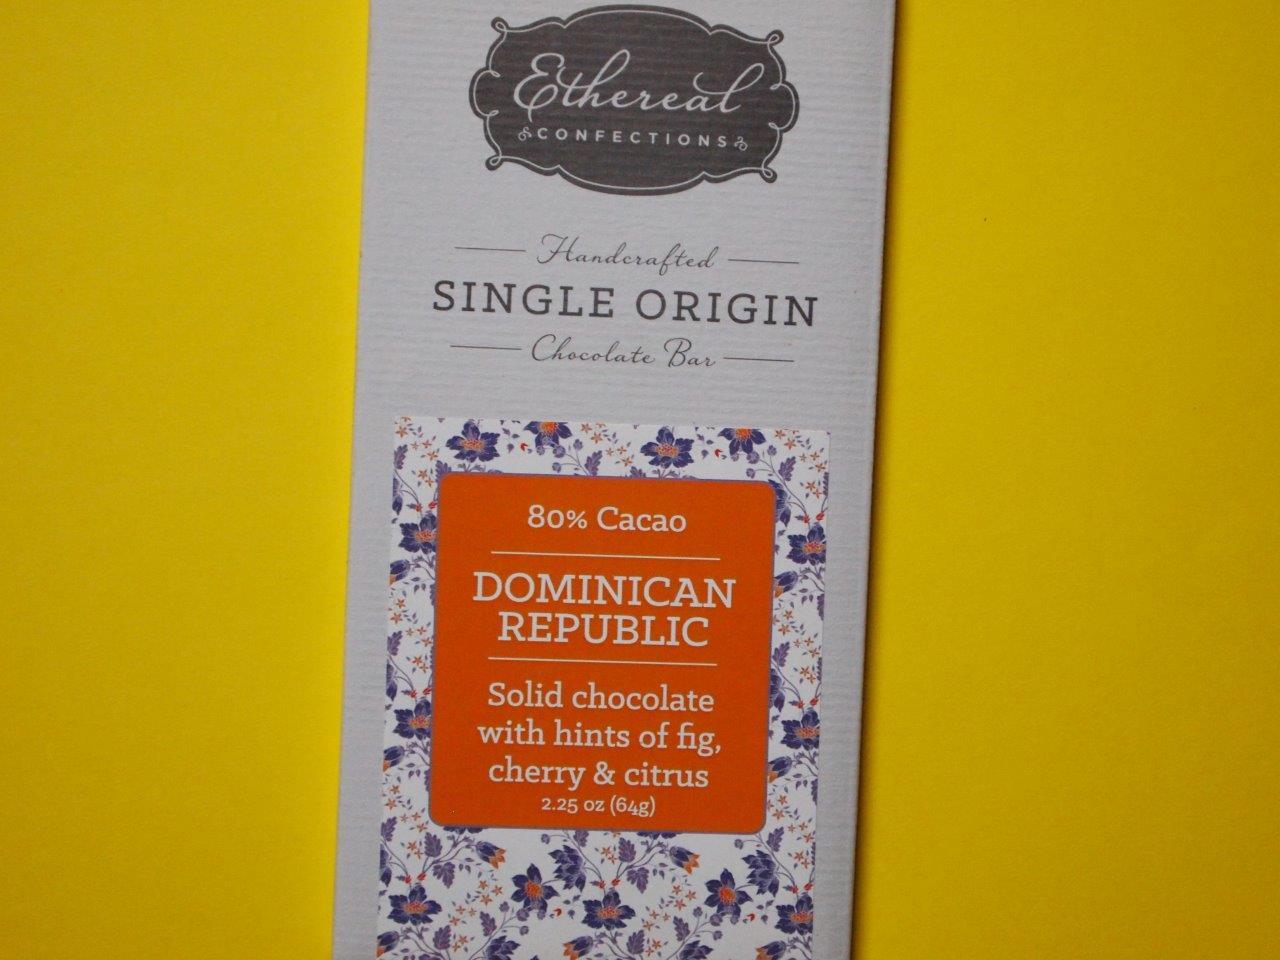 Ethereal
CONFECTIONS
Handcrafted
SINGLE ORIGIN
Chocolate Bar
80% Cacao
DOMINICAN
REPUBLIC
Solid chocolate
with hints of fig,
cherry & citrus
2.25 oz (64g)